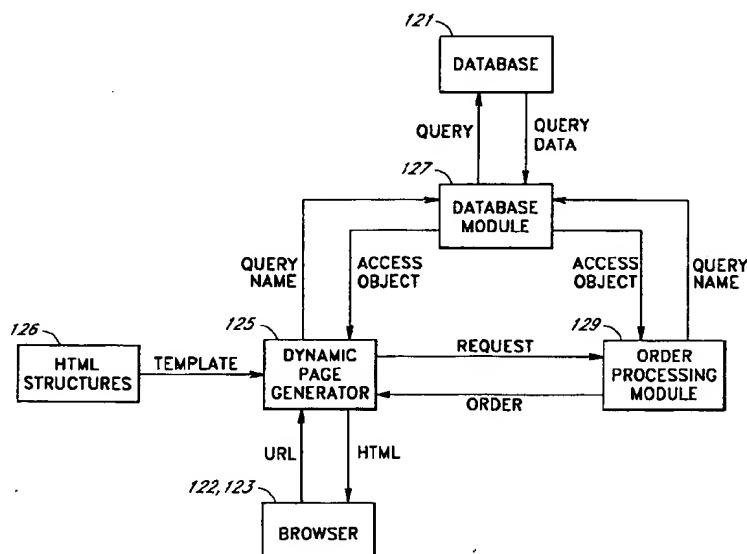 121
DATABASE
QUERY
QUERY
DATA
127
DATABASE
MODULE
QUERY
NAME
ACCESS
OBJECT
ACCESS
OBJECT
QUERY
NAME
126
HTML
STRUCTURES
TEMPLATE
125
DYNAMIC
PAGE
GENERATOR
REQUEST
ORDER
129
ORDER
PROCESSING
MODULE
URL
HTML
122,123
BROWSER